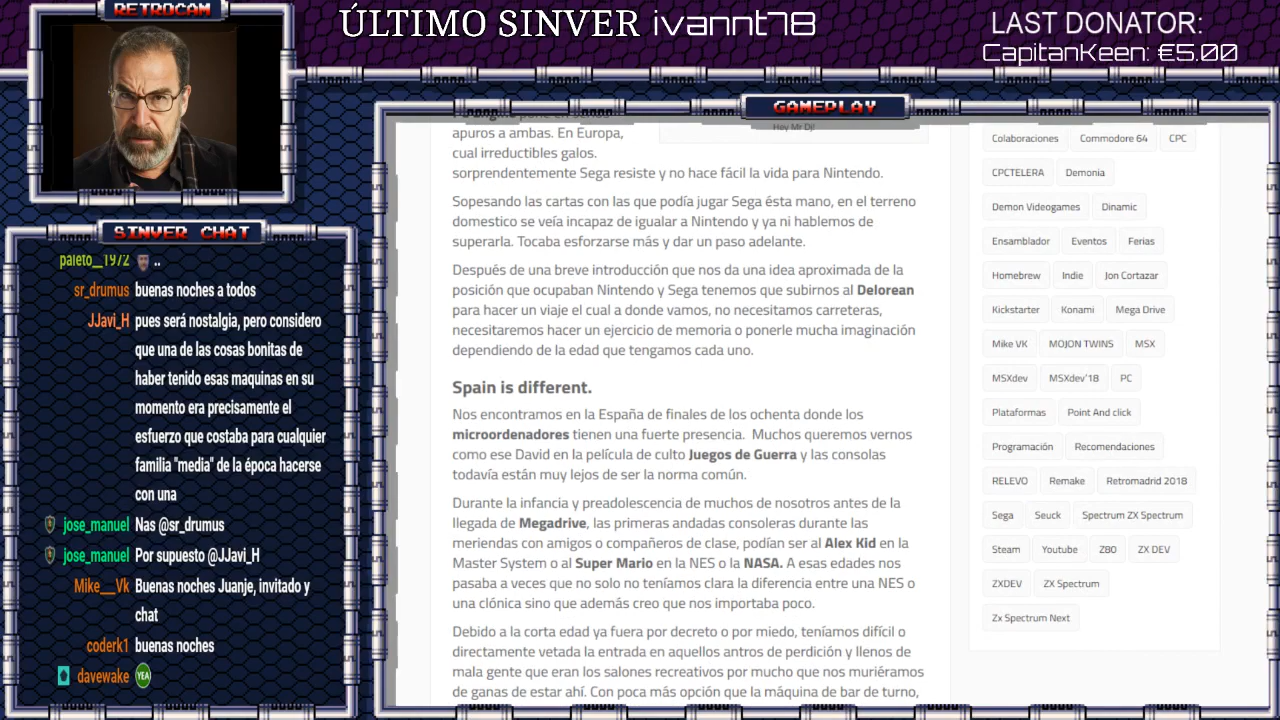 RETROCAM
ÚLTIMO SINVER ivannt78
LAST DONATOR:
CapitanKeen: €5.00
SINVER CHAT
paleto__1972 ..
sr_drumus buenas noches a todos
JJavi_H pues será nostalgia, pero considero
que una de las cosas bonitas de
haber tenido esas maquinas en su
momento era precisamente el
esfuerzo que costaba para cualquier
familia "media" de la época hacerse
con una
jose_manuel Nas @sr_drumus
jose_manuel Por supuesto @JJavi_H
Mike__Vk Buenas noches Juanje, invitado y
chat
coderk1 buenas noches
davewake YEA
GAMEPLAY
Hey Mr Dj!
apuros a ambas. En Europa,
cual irreductibles galos.
sorprendentemente Sega resiste y no hace fácil la vida para Nintendo.
Sopesando las cartas con las que podía jugar Sega ésta mano, en el terreno
domestico se veía incapaz de igualar a Nintendo y ya ni hablemos de
superarla. Tocaba esforzarse más y dar un paso adelante.
Después de una breve introducción que nos da una idea aproximada de la
posición que ocupaban Nintendo y Sega tenemos que subirnos al Delorean
para hacer un viaje el cual a donde vamos, no necesitamos carreteras,
necesitaremos hacer un ejercicio de memoria o ponerle mucha imaginación
dependiendo de la edad que tengamos cada uno.
Spain is different.
Nos encontramos en la España de finales de los ochenta donde los
microordenadores tienen una fuerte presencia. Muchos queremos vernos
como ese David en la película de culto Juegos de Guerra y las consolas
todavía están muy lejos de ser la norma común.
Durante la infancia y preadolescencia de muchos de nosotros antes de la
llegada de Megadrive, las primeras andadas consoleras durante las
meriendas con amigos o compañeros de clase, podían ser al Alex Kid en la
Master System o al Super Mario en la NES o la NASA. A esas edades nos
pasaba a veces que no solo no teníamos clara la diferencia entre una NES o
una clónica sino que además creo que nos importaba poco.
Debido a la corta edad ya fuera por decreto o por miedo, teníamos difícil o
directamente vetada la entrada en aquellos antros de perdición y llenos de
mala gente que eran los salones recreativos por mucho que nos muriéramos
de ganas de estar ahí. Con poca más opción que la máquina de bar de turno,
Colaboraciones Commodore 64 CPC
CPCTELERA Demonia
Demon Videogames Dinamic
Ensamblador Eventos Ferias
Homebrew Indie Jon Cortazar
Kickstarter Konami Mega Drive
Mike VK MOJON TWINS MSX
MSXdev MSXdev'18 PC
Plataformas Point And click
Programación Recomendaciones
RELEVO Remake Retromadrid 2018
Sega Seuck Spectrum ZX Spectrum
Steam Youtube Z80 ZX DEV
ZXDEV ZX Spectrum
Zx Spectrum Next